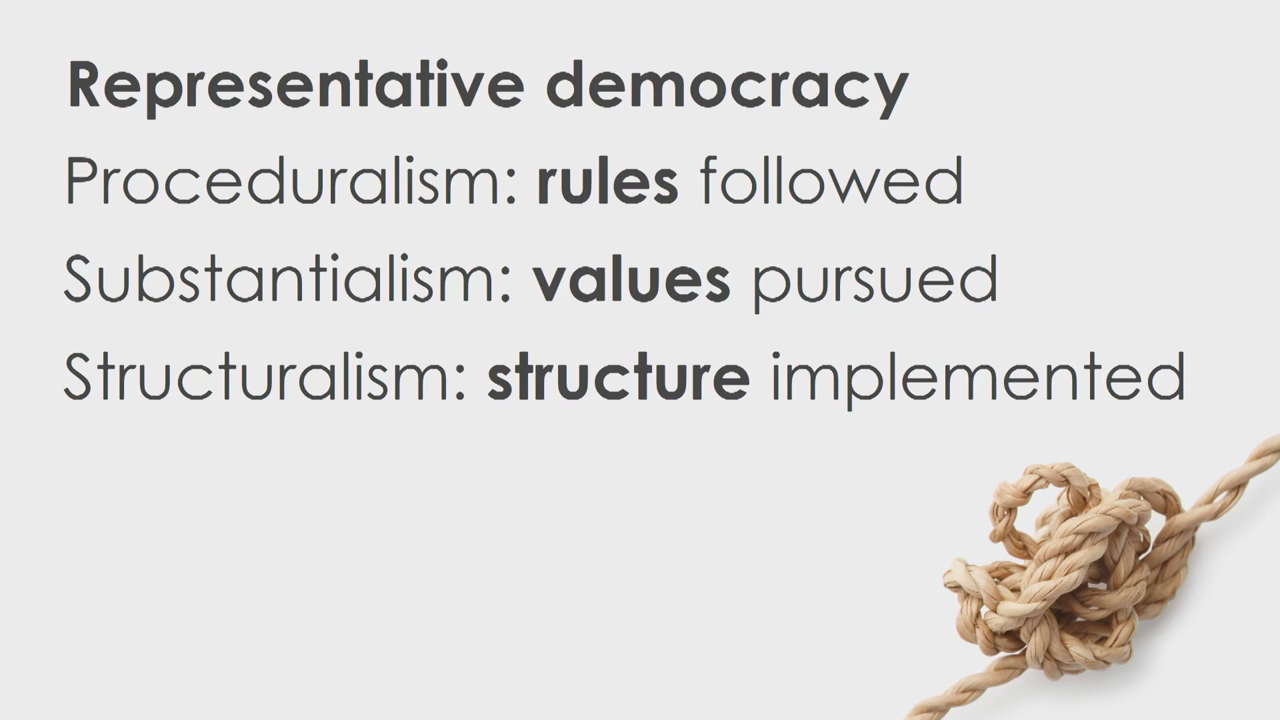 Representative democracy
Proceduralism: rules followed
Substantialism: values pursued
Structuralism: structure implemented